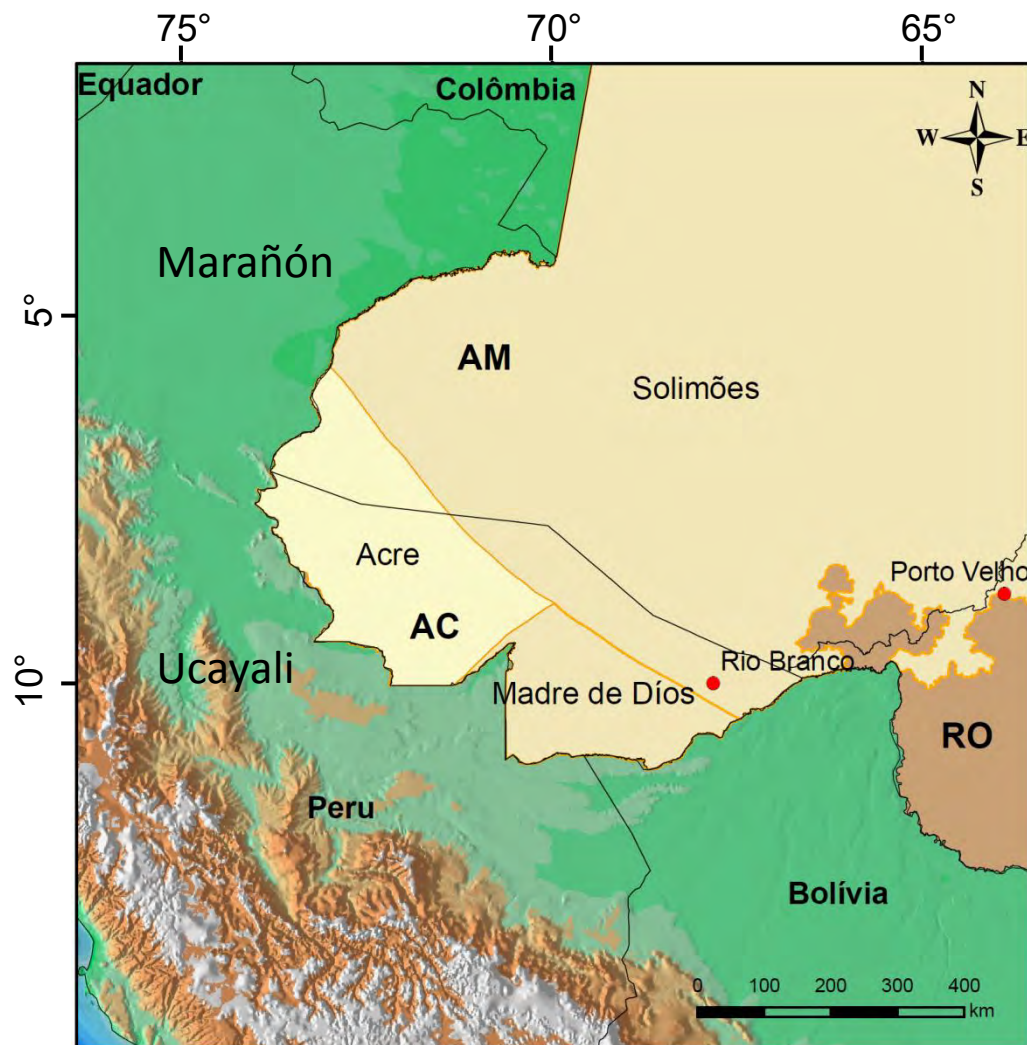 75° 70° 65°
Equador
Colômbia
N
W E
S
Marañón
5°
AM
Solimões
Acre
Porto Velho
AC
Ucayali
Rio Branco
10°
Madre de Díos
RO
Peru
Bolívia
0 100 200 300 400
km